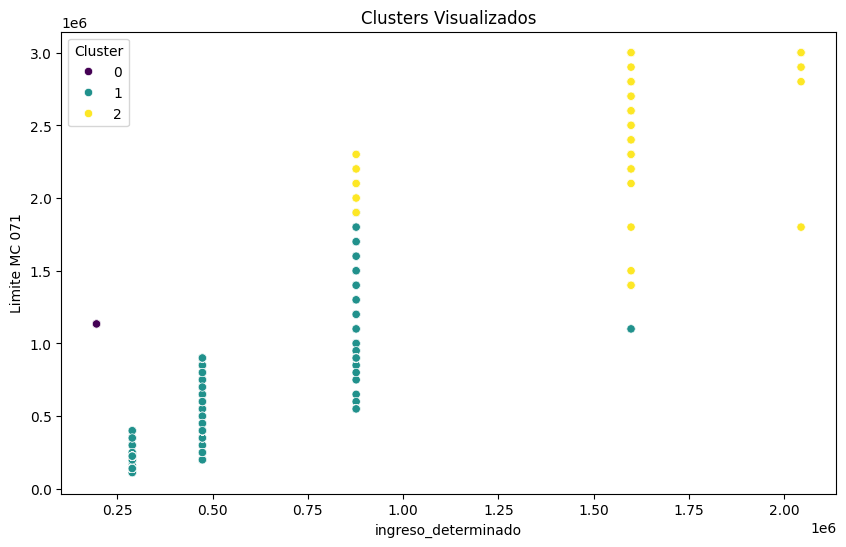 Clusters Visualizados
1e6
Cluster
0
1
2
3.0
2.5
2.0
1.5
1.0
0.5
0.0
Limite MC 071
0.25 0.50 0.75 1.00 1.25 1.50 1.75 2.00
1e6
ingreso_determinado